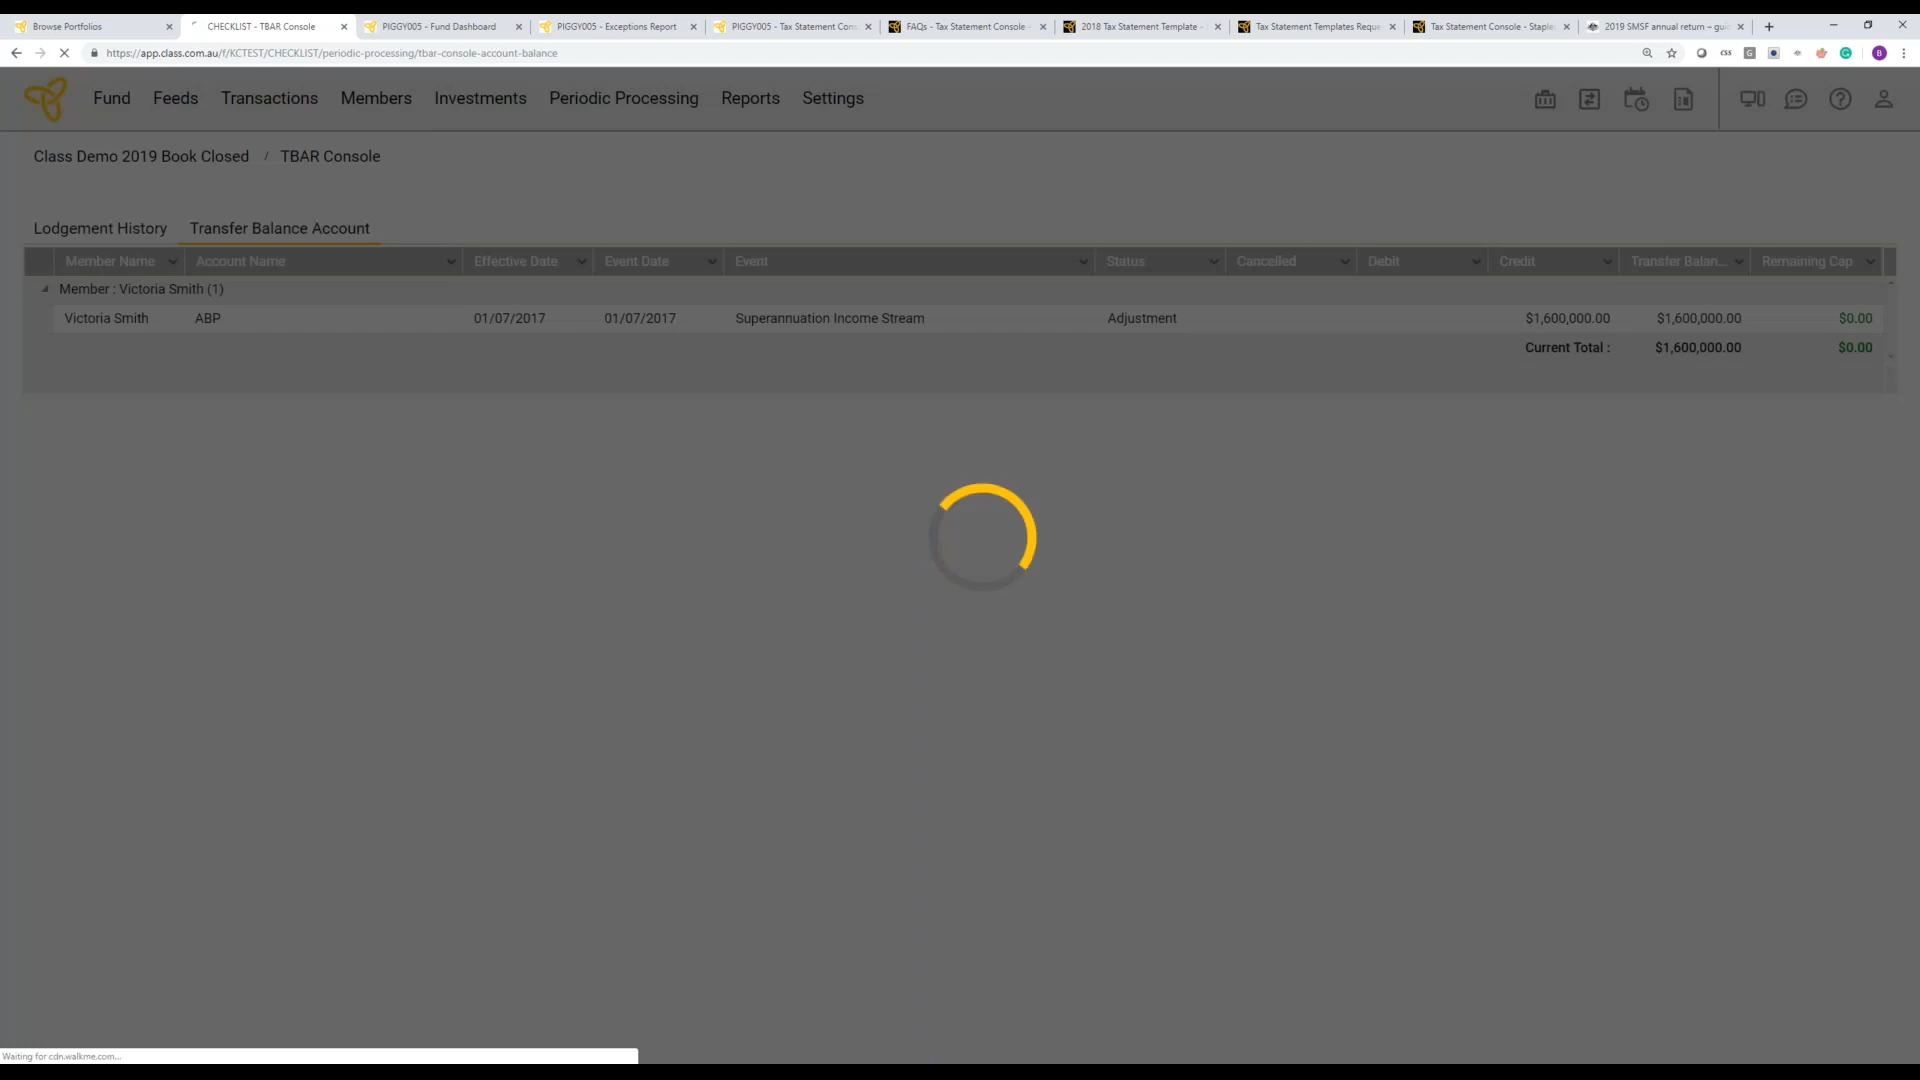 Browse Portfolios
CHECKLIST - TBAR Console
PIGGY005 - Fund Dashboard
PIGGY005 - Exceptions Report
PIGGY005 - Tax Statement Cons
FAQs - Tax Statement Console -
2018 Tax Statement Template -
Tax Statement Templates Reque
Tax Statement Console - Staple
2019 SMSF annual return – guid
https://app.class.com.au/f/KCTEST/CHECKLIST/periodic-processing/tbar-console-account-balance
Fund Feeds Transactions Members Investments Periodic Processing Reports Settings
Class Demo 2019 Book Closed / TBAR Console
Lodgement History Transfer Balance Account
Member Name Account Name Effective Date Event Date Event Status Cancelled Debit Credit Transfer Balan... Remaining Cap
Member : Victoria Smith (1)
Victoria Smith ABP 01/07/2017 01/07/2017 Superannuation Income Stream Adjustment $1,600,000.00 $1,600,000.00 $0.00
Current Total : $1,600,000.00 $0.00
Waiting for cdn.walkme.com...